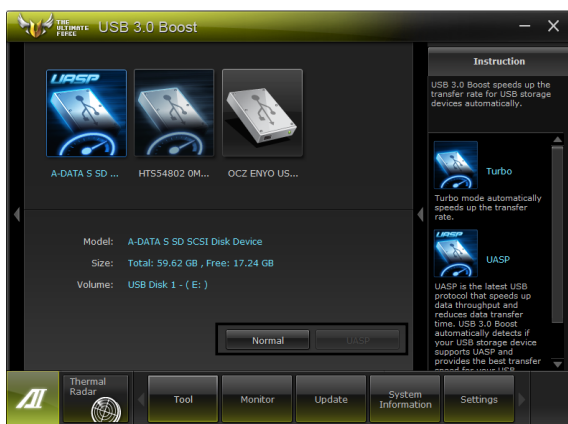 THE
ULTIMATE
FORCE
USB 3.0 Boost
UASP
A-DATA S SD ...
HTS54802 0M...
OCZ ENYO US...
Model: A-DATA S SD SCSI Disk Device
Size: Total: 59.62 GB , Free: 17.24 GB
Volume: USB Disk 1 - ( E: )
Normal
UASP
Instruction
USB 3.0 Boost speeds up the
transfer rate for USB storage
devices automatically.
Turbo
Turbo mode automatically
speeds up the transfer
rate.
UASP
UASP
UASP is the latest USB
protocol that speeds up
data throughput and
reduces data transfer
time. USB 3.0 Boost
automatically detects if
your USB storage device
supports UASP and
provides the best transfer
speed for your USB
AI
Thermal
Radar
Tool
Monitor
Update
System
Information
Settings